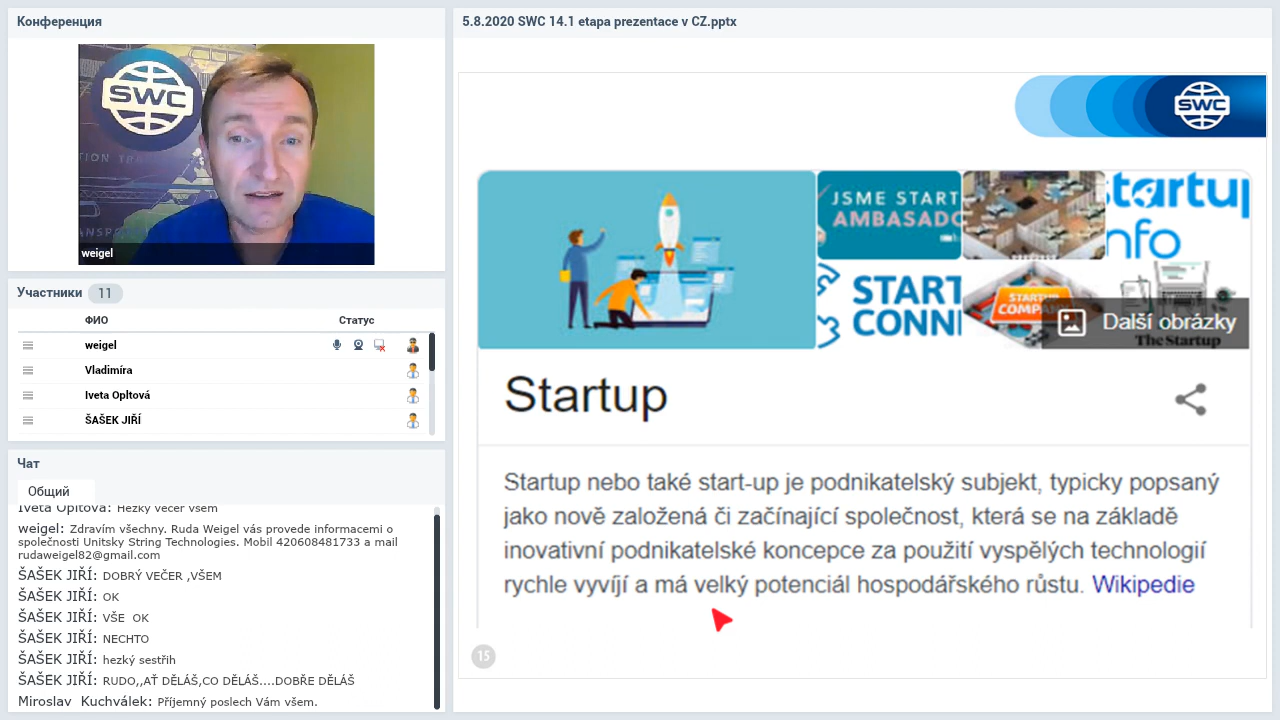 Конференция
SWC
weigel
Участники 11
ФИО Статус
weigel
Vladimíra
Iveta Opltová
ŠAŠEK JIŘÍ
Чат
Общий
Iveta Opltová: Hezký večer všem
weigel: Zdravím všechny. Ruda Weigel vás provede informacemi o
společnosti Unitsky String Technologies. Mobil 420608481733 a mail
rudaweigel82@gmail.com
ŠAŠEK JIŘÍ: DOBRÝ VEČER ,VŠEM
ŠAŠEK JIŘÍ: OK
ŠAŠEK JIŘÍ: VŠE OK
ŠAŠEK JIŘÍ: NECHTO
ŠAŠEK JIŘÍ: hezký sestřih
ŠAŠEK JIŘÍ: RUDO,,AŤ DĚLÁŠ,CO DĚLÁŠ....DOBŘE DĚLÁŠ
Miroslav Kuchválek: Příjemný poslech Vám všem.
5.8.2020 SWC 14.1 etapa prezentace v CZ.pptx
SWC
JSME START
AMBASADO
startup
nfo
START
CONN
STARTUP
COMPA
Další obrázky
The Startup
Startup
Startup nebo také start-up je podnikatelský subjekt, typicky popsaný
jako nově založená či začínající společnost, která se na základě
inovativní podnikatelské koncepce za použití vyspělých technologií
rychle vyvíjí a má velký potenciál hospodářského růstu. Wikipedie
15